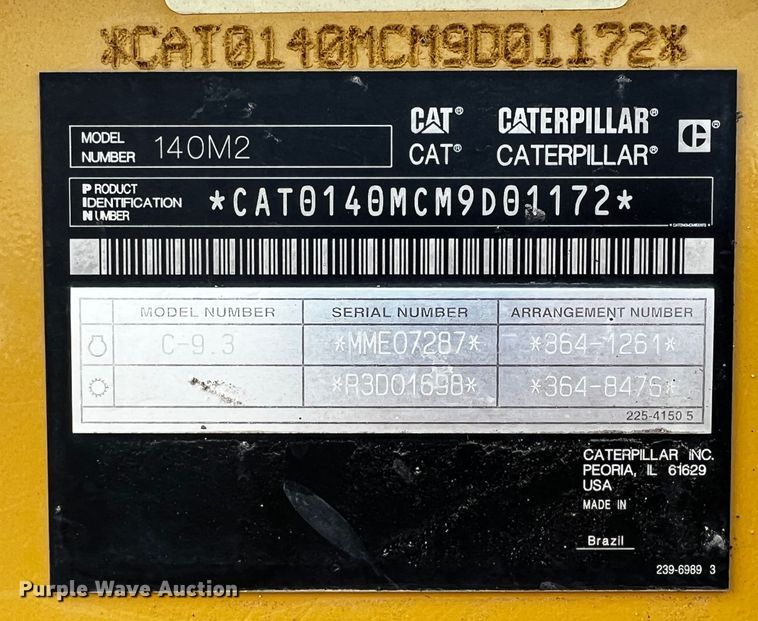 *CAT0140MCM9D01172*
MODEL NUMBER 140M2
CAT® CATERPILLAR®
CAT® CATERPILLAR®
C®
PRODUCT IDENTIFICATION NUMBER *CAT0140MCM9D01172*
MODEL NUMBER SERIAL NUMBER ARRANGEMENT NUMBER
C-9.3 *MME07287* *364-1261*
*R3D01698* *364-8476*
225-4150 5
CATERPILLAR INC.
PEORIA, IL 61629
USA
MADE IN
Brazil
239-6989 3
Purple Wave Auction